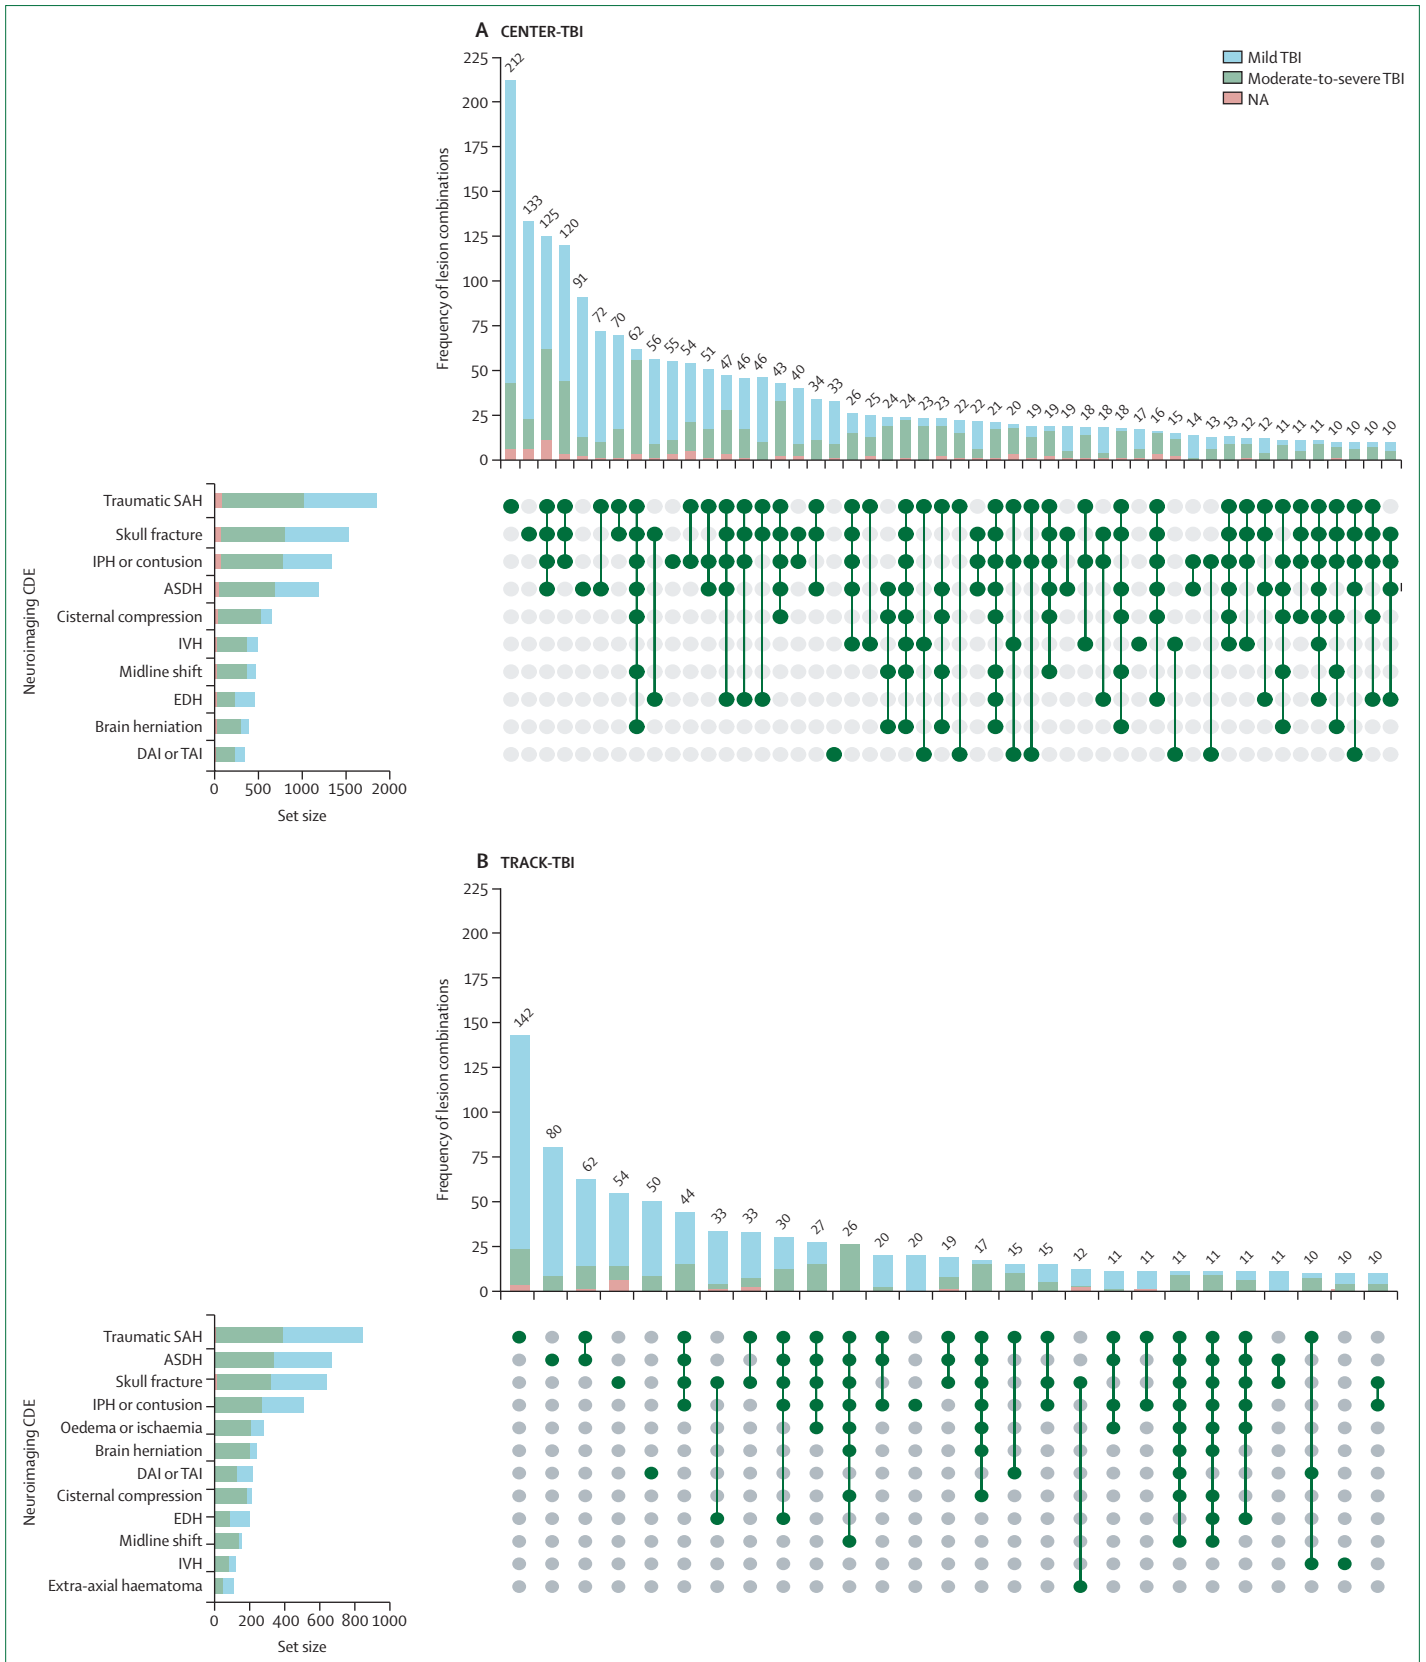 A CENTER-TBI
Mild TBI
Moderate-to-severe TBI
NA
Frequency of lesion combinations
225
200
175
150
125
100
75
50
25
0
212 133 125 120 91 72 70 62 56 55 54 51 47 46 46 43 40 34 33 26 25 24 24 23 23 22 22 21 20 19 19 19 18 18 18 17 16 15 14 13 13 12 12 11 11 11 10 10 10 10
Neuroimaging CDE
Traumatic SAH
Skull fracture
IPH or contusion
ASDH
Cisternal compression
IVH
Midline shift
EDH
Brain herniation
DAI or TAI
0 500 1000 1500 2000
Set size
B TRACK-TBI
Frequency of lesion combinations
225
200
175
150
125
100
75
50
25
0
142 80 62 54 50 44 33 33 30 27 26 20 20 19 17 15 15 12 11 11 11 11 11 11 10 10 10
Neuroimaging CDE
Traumatic SAH
ASDH
Skull fracture
IPH or contusion
Oedema or ischaemia
Brain herniation
DAI or TAI
Cisternal compression
EDH
Midline shift
IVH
Extra-axial haematoma
0 200 400 600 800 1000
Set size